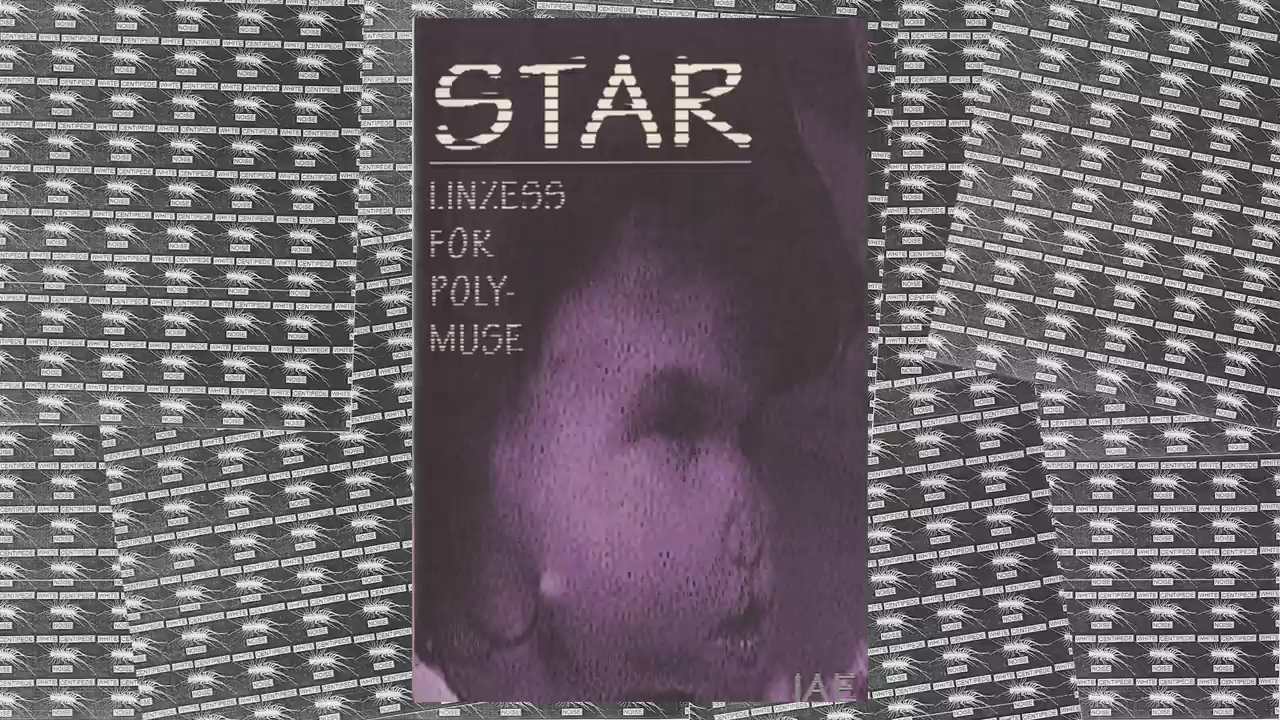 STAR
LINZESS
FOR
POLY-
MUSE
IAE
WHITE CENTIPEDE
NOISE